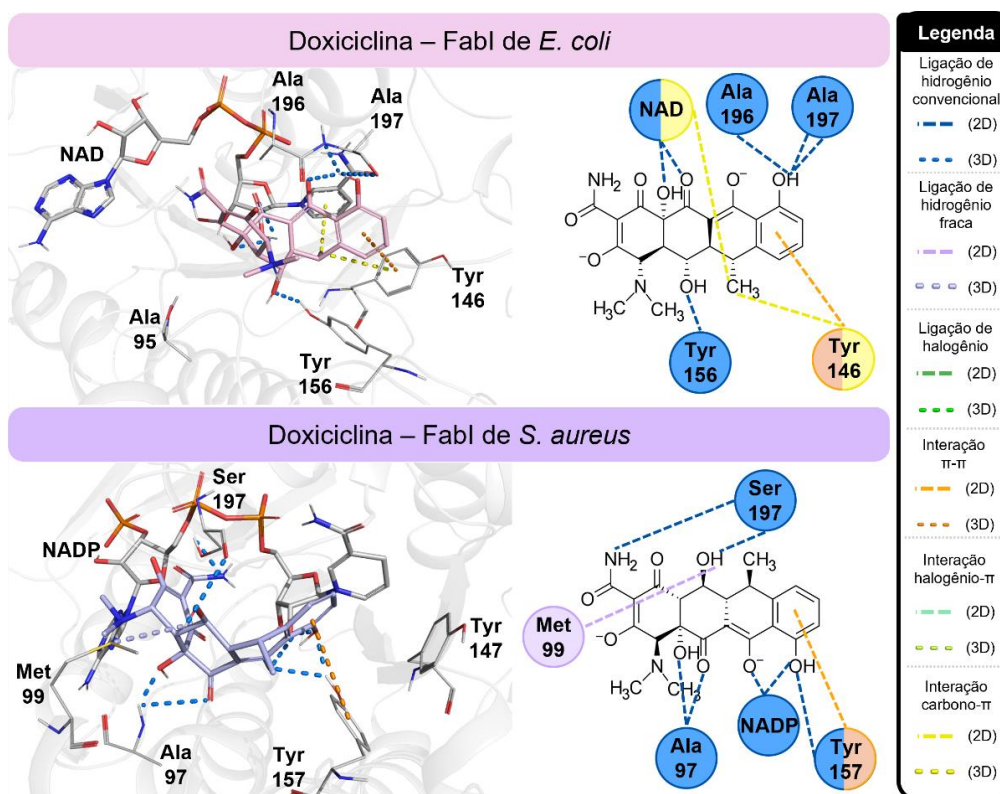 Doxiciclina – FabI de E. coli
Ala
196
Ala
197
NAD
Tyr
146
Ala
95
Tyr
156
NAD
Ala
196
Ala
197
NH₂
O
OH
O
O⁻
OH
O
⁻O
N
OH
CH₃
H₃C
CH₃
Tyr
156
Tyr
146
Doxiciclina – FabI de S. aureus
Ser
197
NADP
Tyr
147
Met
99
Ala
97
Tyr
157
Ser
197
NH₂
O
OH
CH₃
O
Met
99
⁻O
N
OH
O
O⁻
OH
H₃C
CH₃
Ala
97
NADP
Tyr
157
Legenda
Ligação de
hidrogênio
convencional
(2D)
(3D)
Ligação de
hidrogênio
fraca
(2D)
(3D)
Ligação de
halogênio
(2D)
(3D)
Interação
π-π
(2D)
(3D)
Interação
halogênio-π
(2D)
(3D)
Interação
carbono-π
(2D)
(3D)